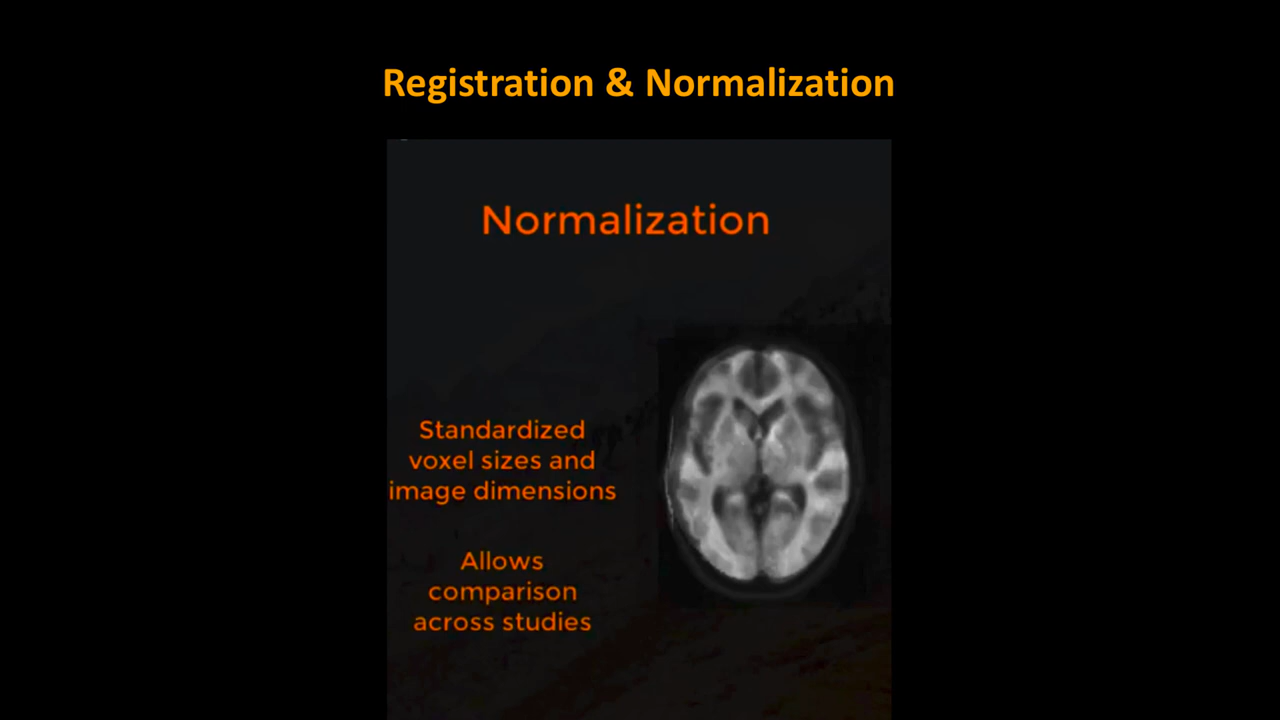 Registration & Normalization
Normalization
Standardized
voxel sizes and
image dimensions
Allows
comparison
across studies